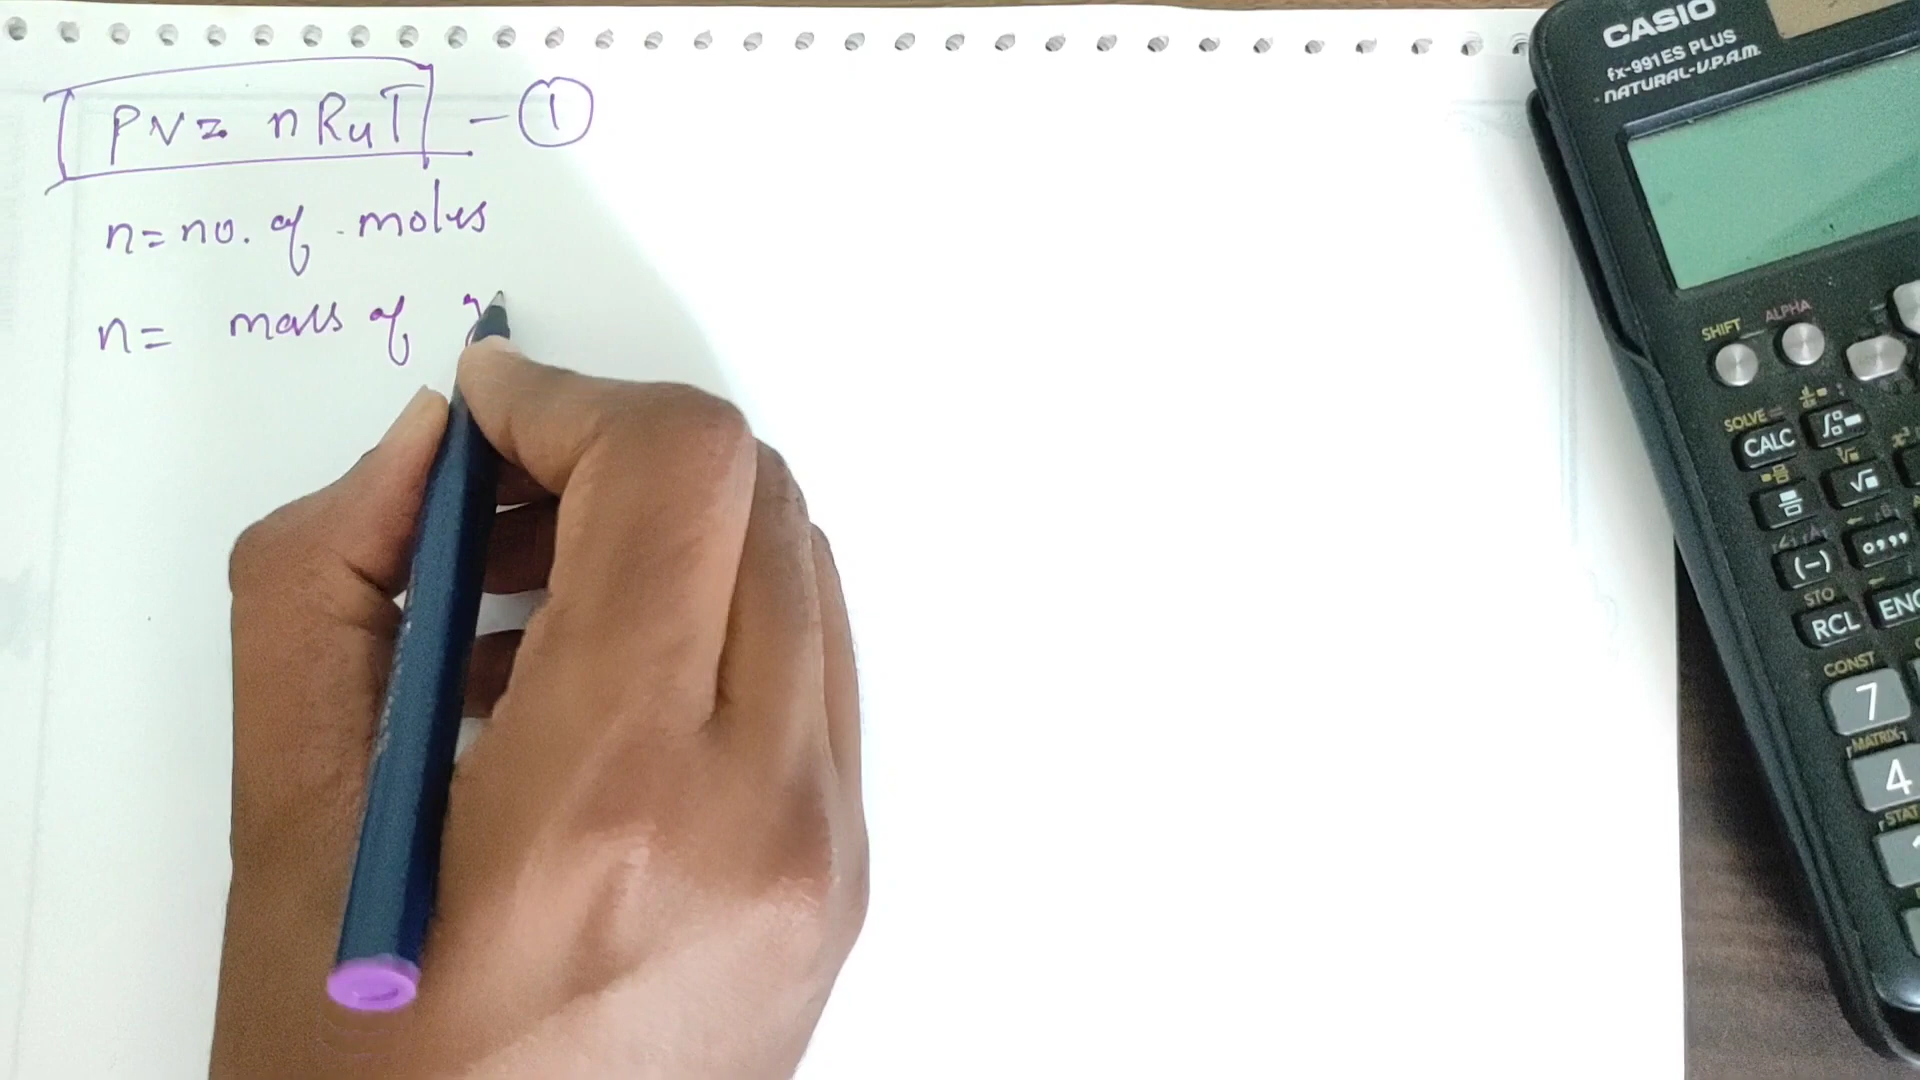 PV = nRuT — ①
n = no. of moles
n = mass of
CASIO
fx-991ES PLUS
NATURAL-V.P.A.M.
SHIFT ALPHA
SOLVE =
CALC
(−)
STO
RCL ENG
CONST
7
MATRIX
4
STAT